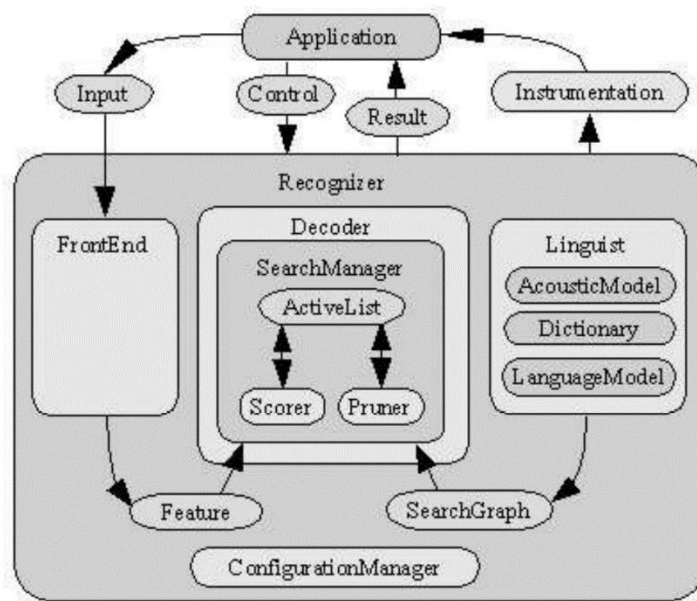 Application
Input
Control
Result
Instrumentation
Recognizer
FrontEnd
Decoder
SearchManager
ActiveList
Scorer
Pruner
Linguist
AcousticModel
Dictionary
LanguageModel
Feature
SearchGraph
ConfigurationManager